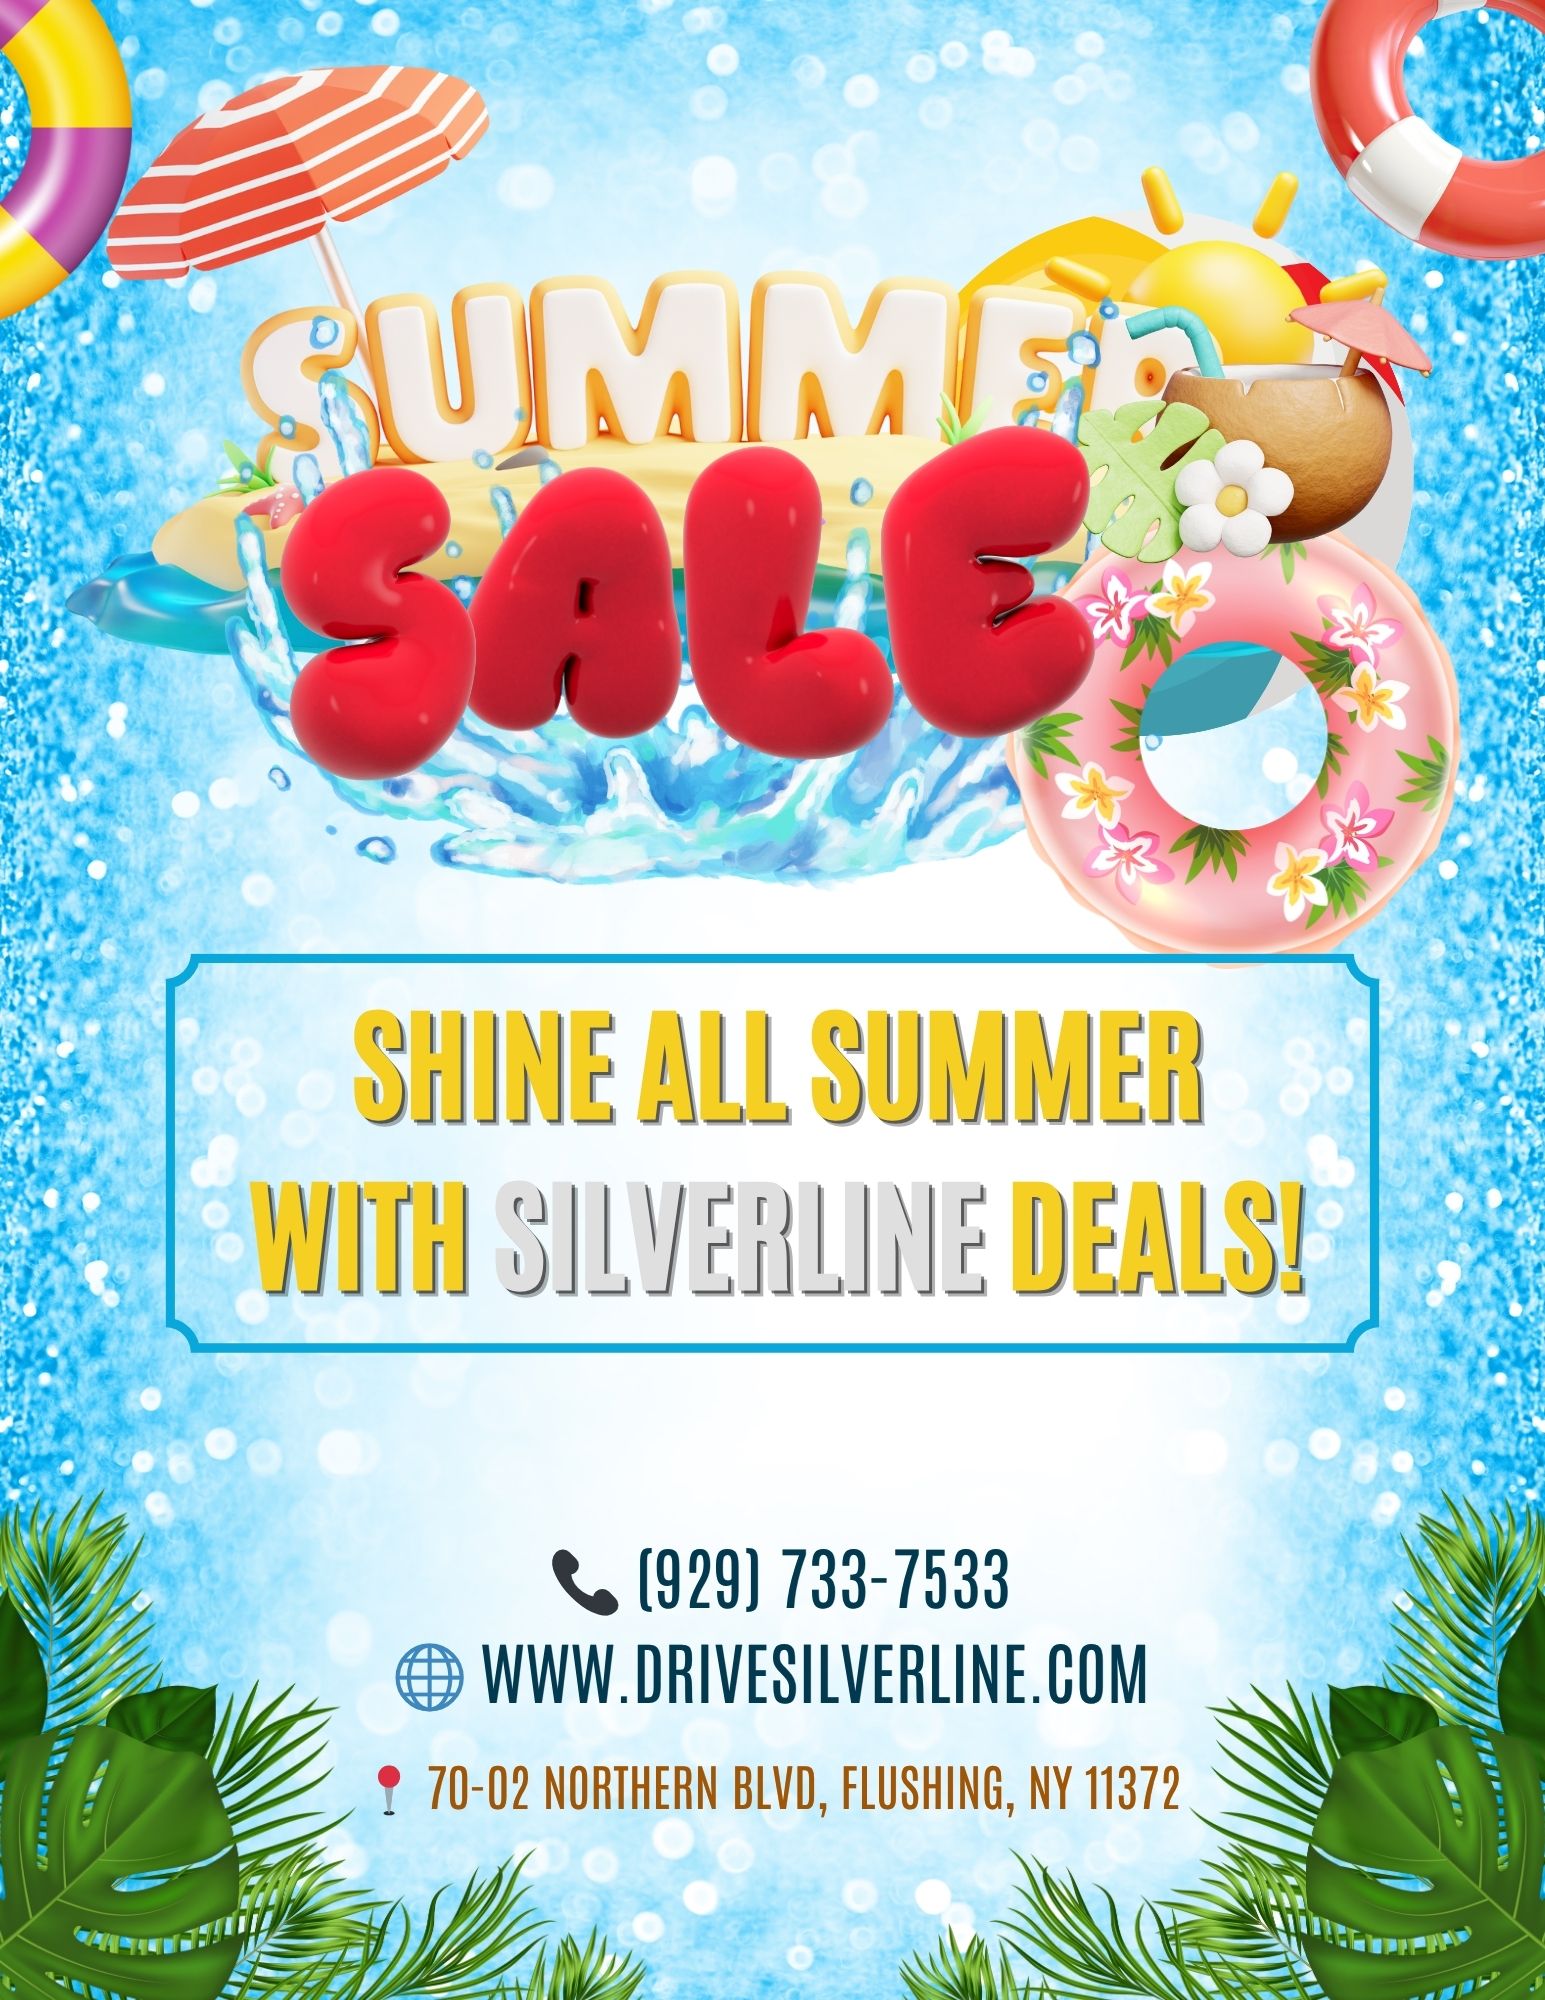 SUMMER
SALE
SHINE ALL SUMMER
WITH SILVERLINE DEALS!
(929) 733-7533
WWW.DRIVESILVERLINE.COM
70-02 NORTHERN BLVD, FLUSHING, NY 11372